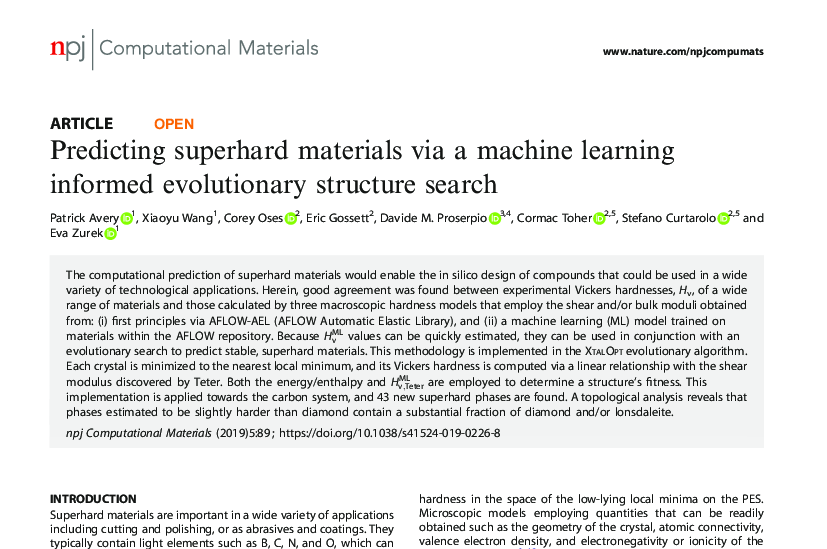 npj | Computational Materials
www.nature.com/npjcompumats
ARTICLE OPEN
Predicting superhard materials via a machine learning
informed evolutionary structure search
Patrick Avery iD 1, Xiaoyu Wang1, Corey Oses iD 2, Eric Gossett2, Davide M. Proserpio iD 3,4, Cormac Toher iD 2,5, Stefano Curtarolo iD 2,5 and
Eva Zurek iD 1
The computational prediction of superhard materials would enable the in silico design of compounds that could be used in a wide
variety of technological applications. Herein, good agreement was found between experimental Vickers hardnesses, Hv, of a wide
range of materials and those calculated by three macroscopic hardness models that employ the shear and/or bulk moduli obtained
from: (i) first principles via AFLOW-AEL (AFLOW Automatic Elastic Library), and (ii) a machine learning (ML) model trained on
materials within the AFLOW repository. Because HvML values can be quickly estimated, they can be used in conjunction with an
evolutionary search to predict stable, superhard materials. This methodology is implemented in the XTALOPT evolutionary algorithm.
Each crystal is minimized to the nearest local minimum, and its Vickers hardness is computed via a linear relationship with the shear
modulus discovered by Teter. Both the energy/enthalpy and Hv,TeterML are employed to determine a structure's fitness. This
implementation is applied towards the carbon system, and 43 new superhard phases are found. A topological analysis reveals that
phases estimated to be slightly harder than diamond contain a substantial fraction of diamond and/or lonsdaleite.
npj Computational Materials (2019)5:89 ; https://doi.org/10.1038/s41524-019-0226-8
INTRODUCTION
Superhard materials are important in a wide variety of applications
including cutting and polishing, or as abrasives and coatings. They
typically contain light elements such as B, C, N, and O, which can
hardness in the space of the low-lying local minima on the PES.
Microscopic models employing quantities that can be readily
obtained such as the geometry of the crystal, atomic connectivity,
valence electron density, and electronegativity or ionicity of the